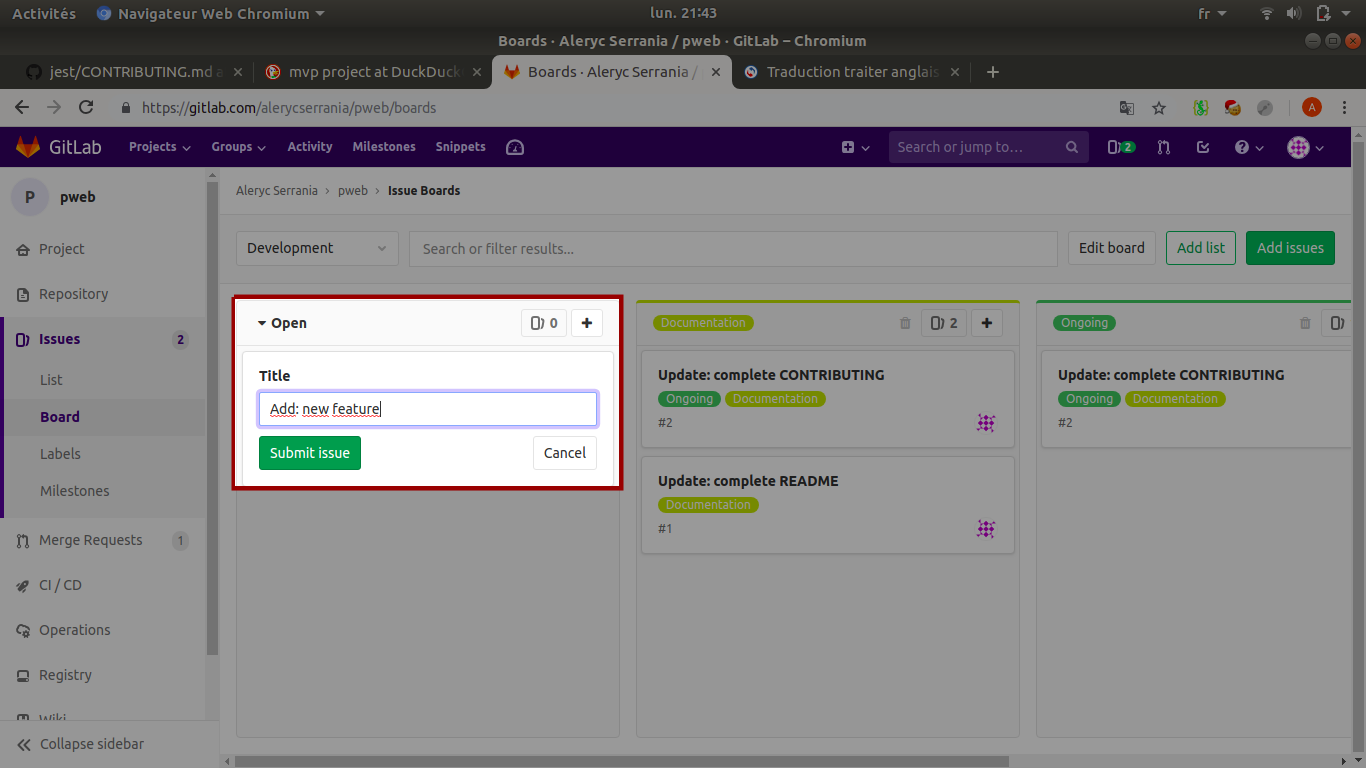 Activités Navigateur Web Chromium lun. 21:43 fr
Boards · Aleryc Serrania / pweb · GitLab – Chromium
jest/CONTRIBUTING.md a mvp project at DuckDuck Boards · Aleryc Serrania / Traduction traiter anglais
https://gitlab.com/alerycserrania/pweb/boards A
GitLab Projects Groups Activity Milestones Snippets Search or jump to… 2
P pweb
Aleryc Serrania › pweb › Issue Boards
Project
Repository
Issues 2
List
Board
Labels
Milestones
Merge Requests 1
CI / CD
Operations
Registry
Wiki
Collapse sidebar
Development Search or filter results... Edit board Add list Add issues
Open 0
Title
Add: new feature
Submit issue Cancel
Documentation 2
Update: complete CONTRIBUTING
Ongoing Documentation
#2
Update: complete README
Documentation
#1
Ongoing
Update: complete CONTRIBUTING
Ongoing Documentation
#2